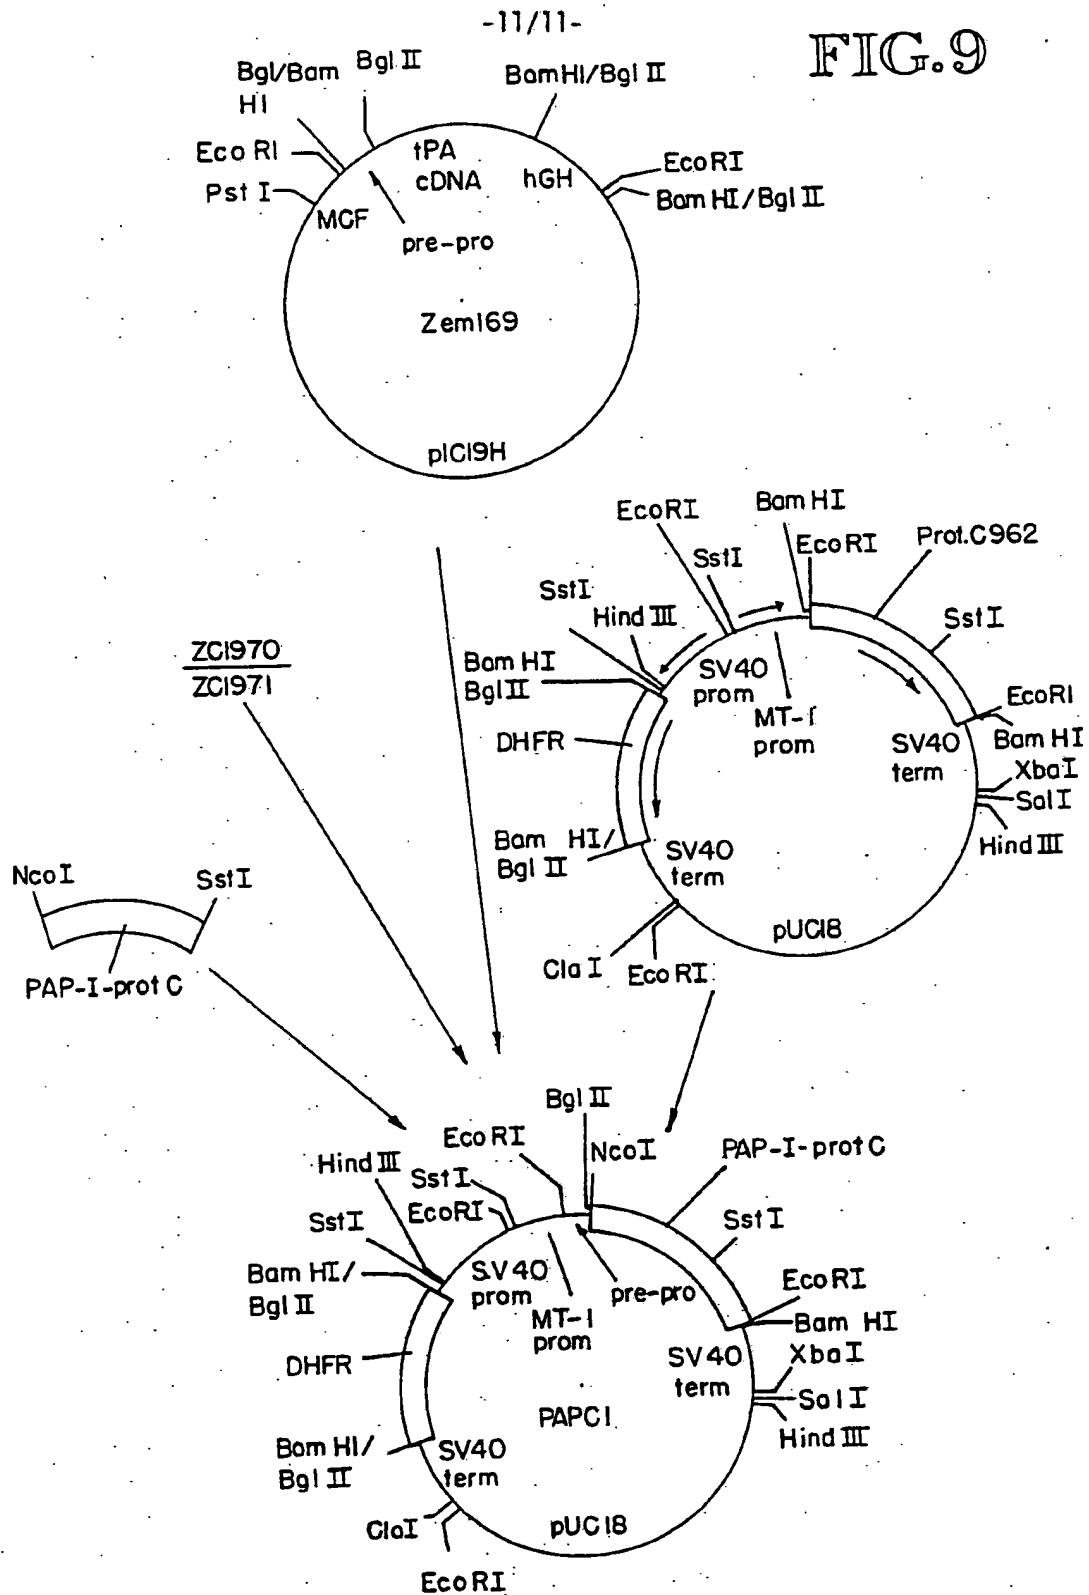 -11/11-
FIG.9
Bgl/Bam
HI
Bgl II
BamHI/Bgl II
Eco RI
Pst I
MCF
tPA
cDNA
hGH
EcoRI
Bam HI/Bgl II
pre-pro
Zem169
pIC19H
EcoRI
Bam HI
SstI
EcoRI
Prot.C962
SstI
Hind III
SstI
Bam HI
Bgl II
SV40
prom
MT-1
prom
EcoRI
Bam HI
SV40
term
XbaI
SalI
Hind III
DHFR
Bam HI/
Bgl II
SV40
term
pUC18
Cla I
Eco RI
ZC1970
ZC1971
Nco I
SstI
PAP-I-prot C
Bgl II
Eco RI
NcoI
PAP-I-prot C
Hind III
SstI
EcoRI
SstI
SstI
Bam HI/
Bgl II
SV40
prom
MT-1
prom
pre-pro
EcoRI
Bam HI
SV40
term
XbaI
Sal I
Hind III
DHFR
PAPC1
Bam HI/
Bgl II
SV40
term
ClaI
pUC18
EcoRI